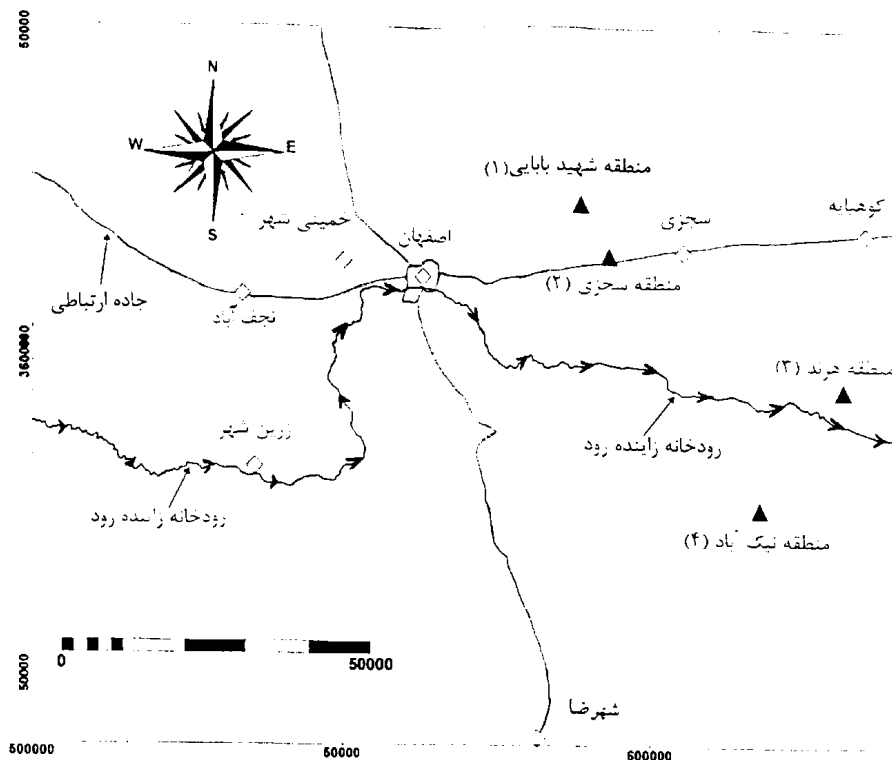 50000
N
W
E
S
منطقه شهید بابایی(۱)
کوهپایه
سجزی
خمینی شهر
اصفهان
منطقه سجزی (۲)
جاده ارتباطی
نجف آباد
3600000
منطقه هرند (۳)
زرین شهر
رودخانه زاینده رود
رودخانه زاینده رود
منطقه نیک آباد (۴)
0
50000
50000
شهرضا
500000
50000
600000